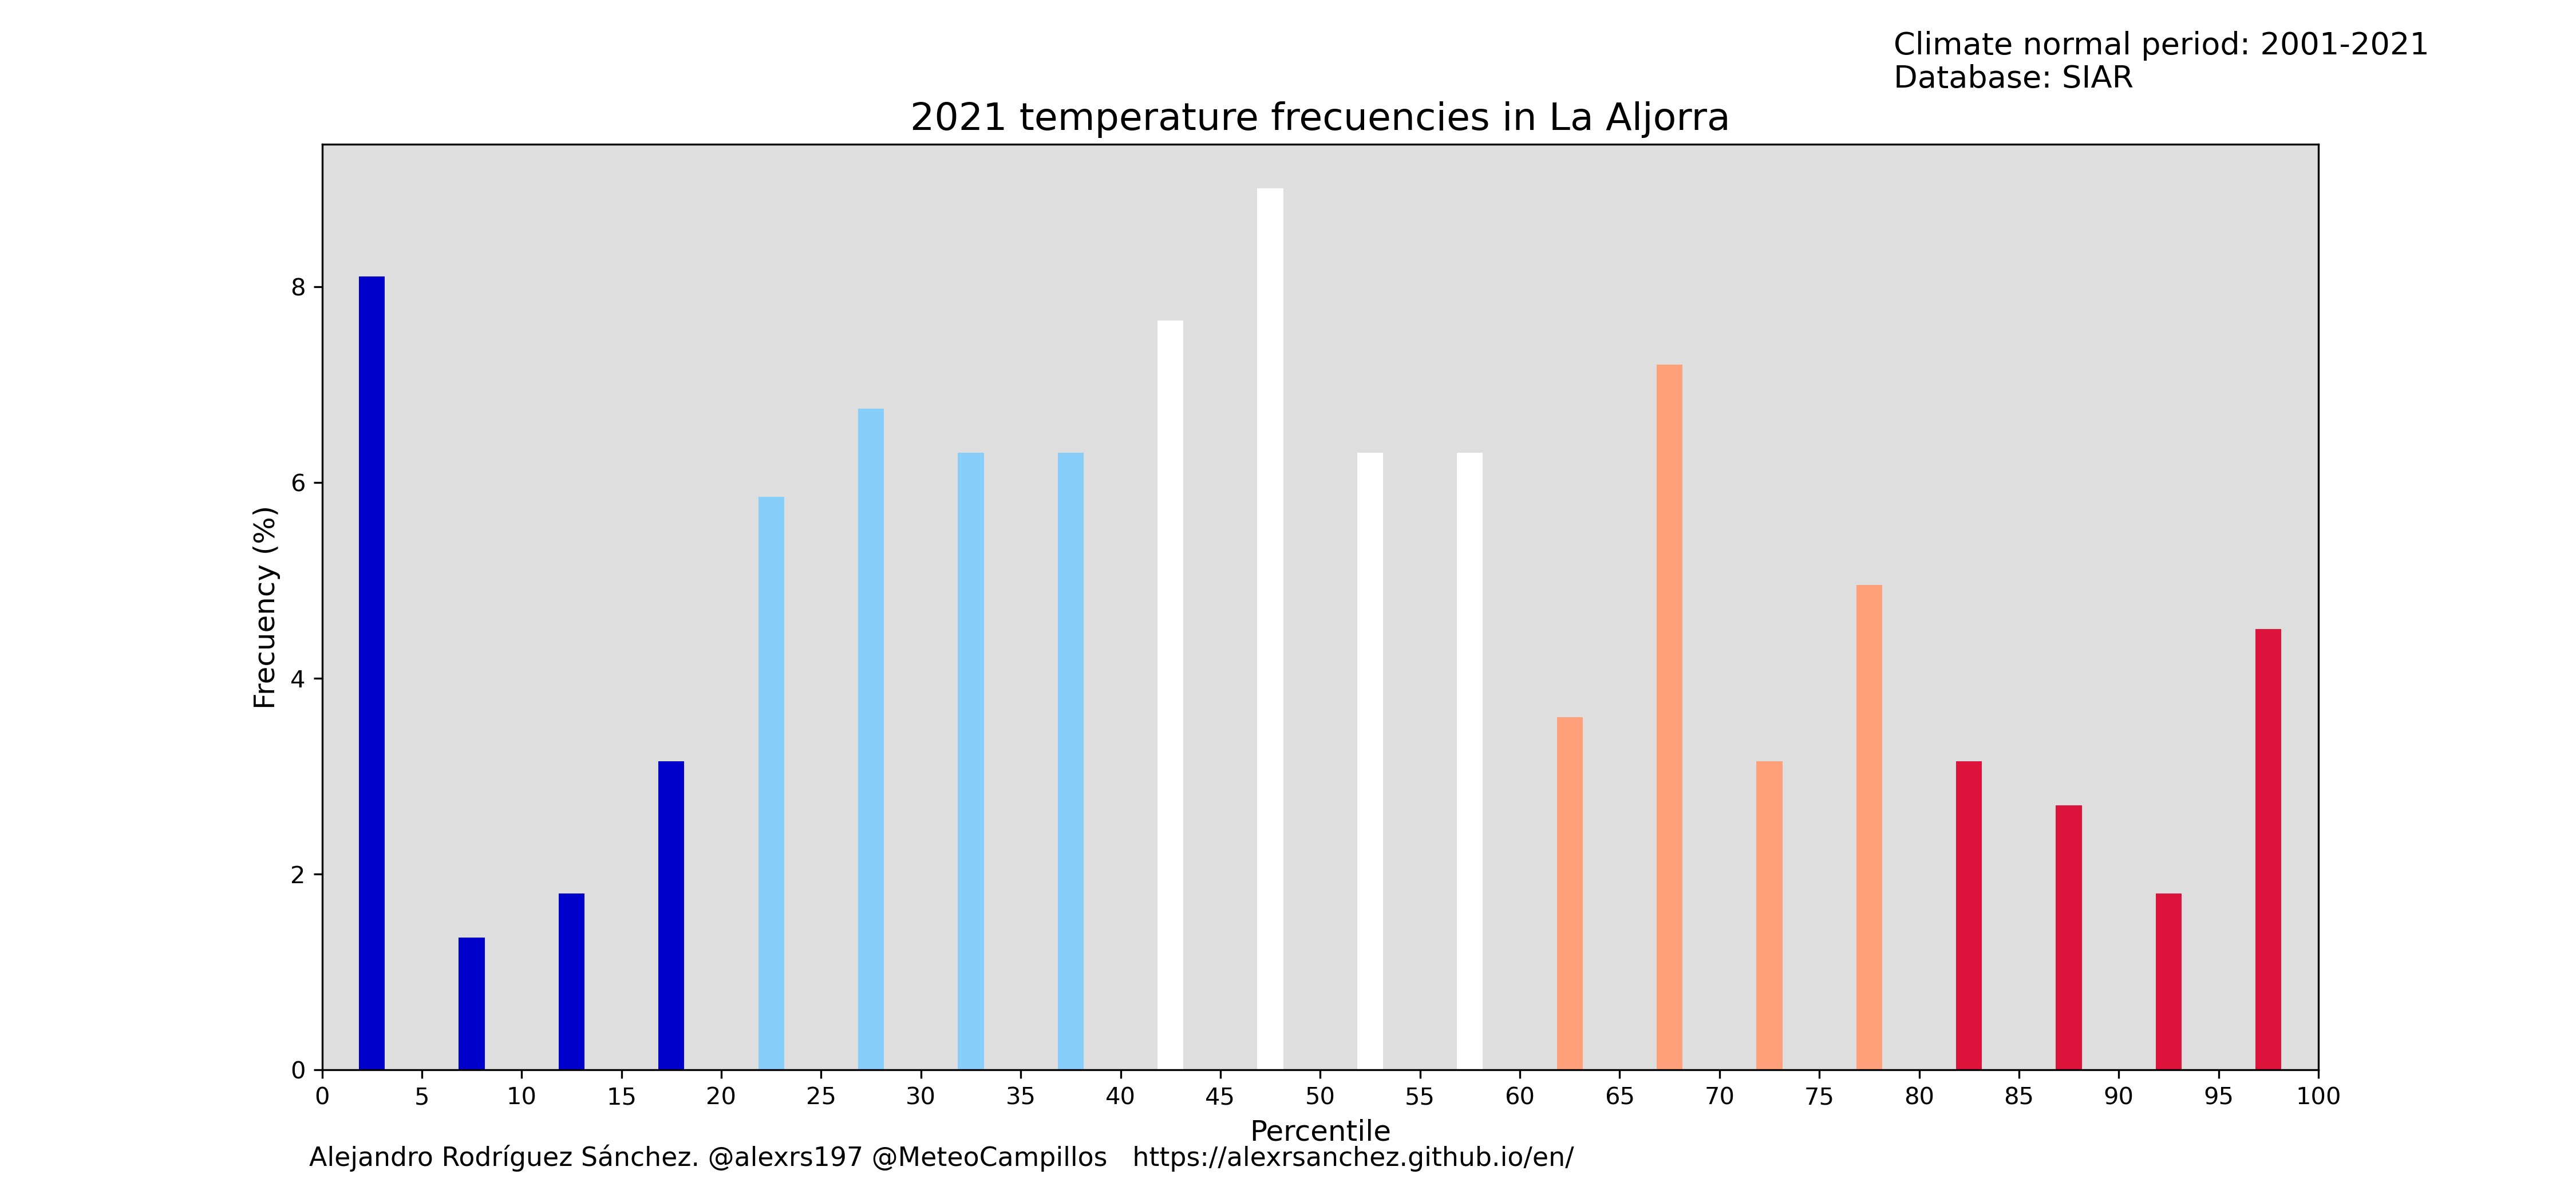 Climate normal period: 2001-2021
Database: SIAR
2021 temperature frecuencies in La Aljorra
Frecuency (%)
8
6
4
2
0
0 5 10 15 20 25 30 35 40 45 50 55 60 65 70 75 80 85 90 95 100
Percentile
Alejandro Rodríguez Sánchez. @alexrs197 @MeteoCampillos https://alexrsanchez.github.io/en/